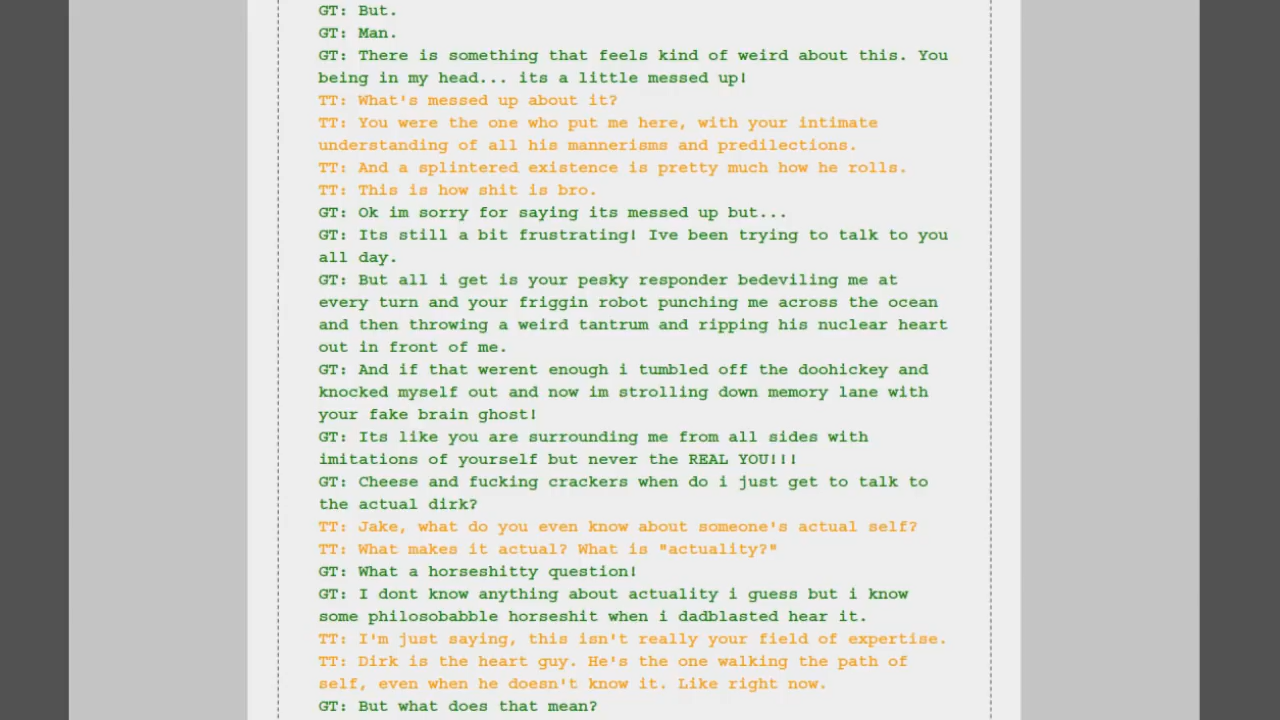 GT: But.
GT: Man.
GT: There is something that feels kind of weird about this. You
being in my head... its a little messed up!
TT: What's messed up about it?
TT: You were the one who put me here, with your intimate
understanding of all his mannerisms and predilections.
TT: And a splintered existence is pretty much how he rolls.
TT: This is how shit is bro.
GT: Ok im sorry for saying its messed up but...
GT: Its still a bit frustrating! Ive been trying to talk to you
all day.
GT: But all i get is your pesky responder bedeviling me at
every turn and your friggin robot punching me across the ocean
and then throwing a weird tantrum and ripping his nuclear heart
out in front of me.
GT: And if that werent enough i tumbled off the doohickey and
knocked myself out and now im strolling down memory lane with
your fake brain ghost!
GT: Its like you are surrounding me from all sides with
imitations of yourself but never the REAL YOU!!!
GT: Cheese and fucking crackers when do i just get to talk to
the actual dirk?
TT: Jake, what do you even know about someone's actual self?
TT: What makes it actual? What is "actuality?"
GT: What a horseshitty question!
GT: I dont know anything about actuality i guess but i know
some philosobabble horseshit when i dadblasted hear it.
TT: I'm just saying, this isn't really your field of expertise.
TT: Dirk is the heart guy. He's the one walking the path of
self, even when he doesn't know it. Like right now.
GT: But what does that mean?